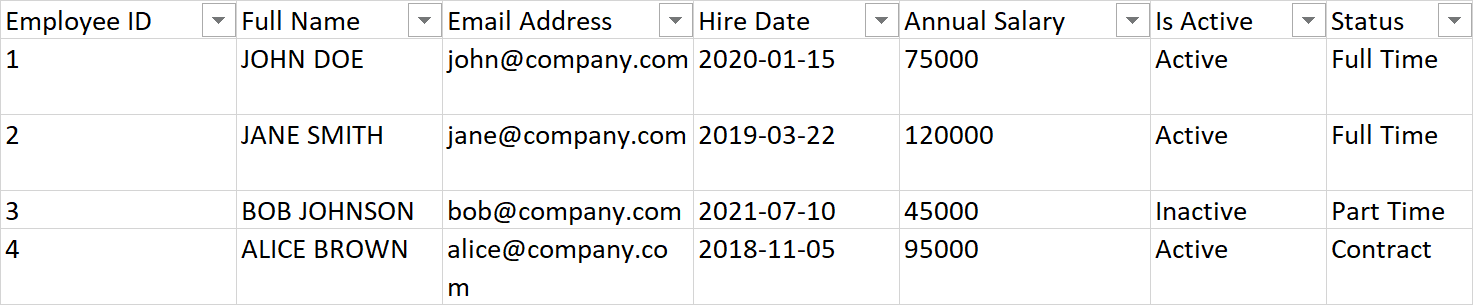 Employee ID Full Name Email Address Hire Date Annual Salary Is Active Status
1 JOHN DOE john@company.com 2020-01-15 75000 Active Full Time
2 JANE SMITH jane@company.com 2019-03-22 120000 Active Full Time
3 BOB JOHNSON bob@company.com 2021-07-10 45000 Inactive Part Time
4 ALICE BROWN alice@company.co 2018-11-05 95000 Active Contract
m